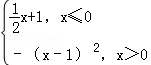 ½x+1, x≤0
- (x-1) ², x>0